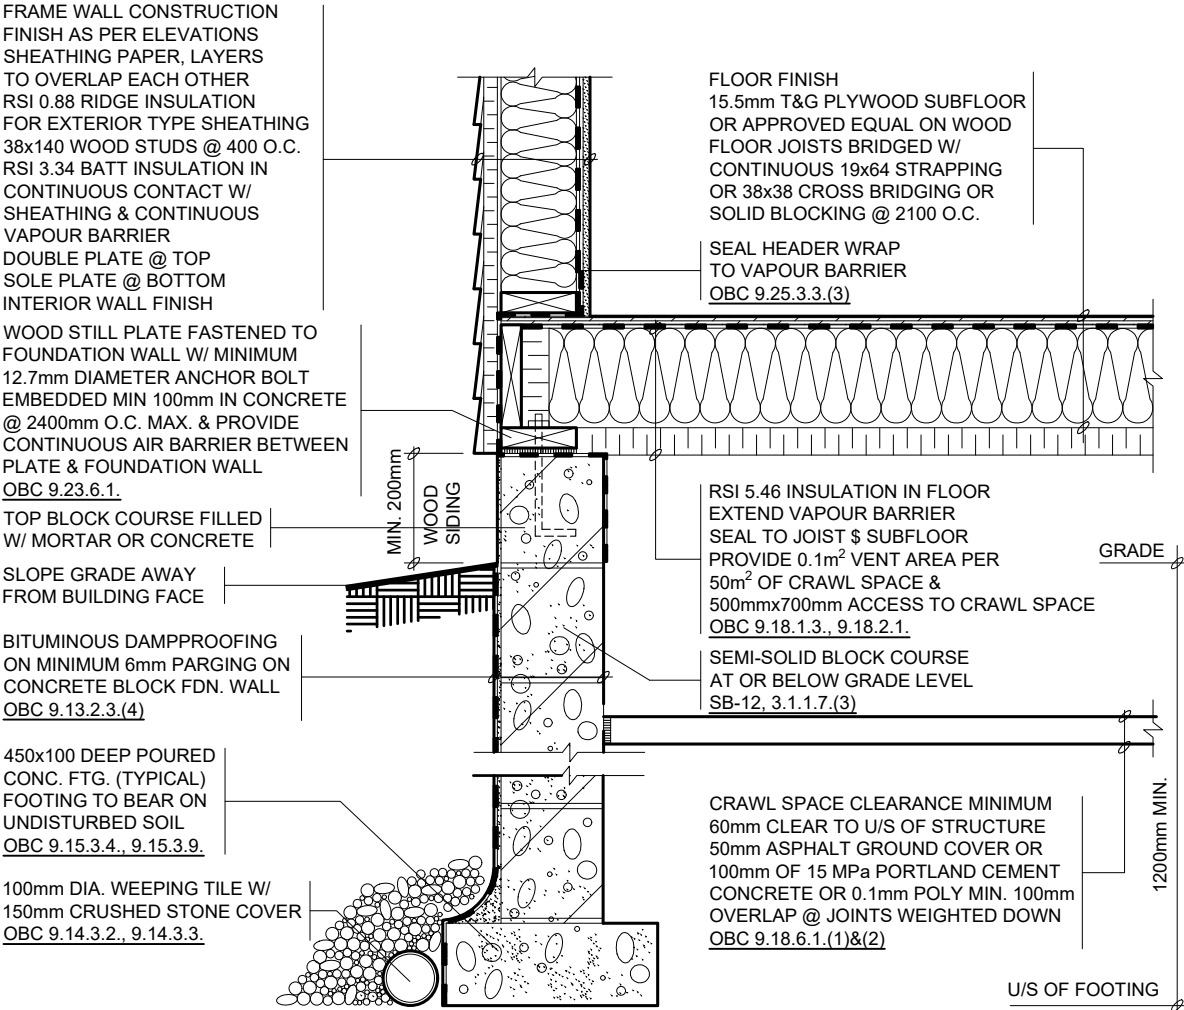 FRAME WALL CONSTRUCTION
FINISH AS PER ELEVATIONS
SHEATHING PAPER, LAYERS
TO OVERLAP EACH OTHER
RSI 0.88 RIDGE INSULATION
FOR EXTERIOR TYPE SHEATHING
38x140 WOOD STUDS @ 400 O.C.
RSI 3.34 BATT INSULATION IN
CONTINUOUS CONTACT W/
SHEATHING & CONTINUOUS
VAPOUR BARRIER
DOUBLE PLATE @ TOP
SOLE PLATE @ BOTTOM
INTERIOR WALL FINISH
WOOD STILL PLATE FASTENED TO
FOUNDATION WALL W/ MINIMUM
12.7mm DIAMETER ANCHOR BOLT
EMBEDDED MIN 100mm IN CONCRETE
@ 2400mm O.C. MAX. & PROVIDE
CONTINUOUS AIR BARRIER BETWEEN
PLATE & FOUNDATION WALL
OBC 9.23.6.1.
TOP BLOCK COURSE FILLED
W/ MORTAR OR CONCRETE
SLOPE GRADE AWAY
FROM BUILDING FACE
BITUMINOUS DAMPPROOFING
ON MINIMUM 6mm PARGING ON
CONCRETE BLOCK FDN. WALL
OBC 9.13.2.3.(4)
450x100 DEEP POURED
CONC. FTG. (TYPICAL)
FOOTING TO BEAR ON
UNDISTURBED SOIL
OBC 9.15.3.4., 9.15.3.9.
100mm DIA. WEEPING TILE W/
150mm CRUSHED STONE COVER
OBC 9.14.3.2., 9.14.3.3.
MIN. 200mm
WOOD
SIDING
FLOOR FINISH
15.5mm T&G PLYWOOD SUBFLOOR
OR APPROVED EQUAL ON WOOD
FLOOR JOISTS BRIDGED W/
CONTINUOUS 19x64 STRAPPING
OR 38x38 CROSS BRIDGING OR
SOLID BLOCKING @ 2100 O.C.
SEAL HEADER WRAP
TO VAPOUR BARRIER
OBC 9.25.3.3.(3)
RSI 5.46 INSULATION IN FLOOR
EXTEND VAPOUR BARRIER
SEAL TO JOIST $ SUBFLOOR
PROVIDE 0.1m² VENT AREA PER
50m² OF CRAWL SPACE &
500mmx700mm ACCESS TO CRAWL SPACE
OBC 9.18.1.3., 9.18.2.1.
SEMI-SOLID BLOCK COURSE
AT OR BELOW GRADE LEVEL
SB-12, 3.1.1.7.(3)
CRAWL SPACE CLEARANCE MINIMUM
60mm CLEAR TO U/S OF STRUCTURE
50mm ASPHALT GROUND COVER OR
100mm OF 15 MPa PORTLAND CEMENT
CONCRETE OR 0.1mm POLY MIN. 100mm
OVERLAP @ JOINTS WEIGHTED DOWN
OBC 9.18.6.1.(1)&(2)
GRADE
1200mm MIN.
U/S OF FOOTING